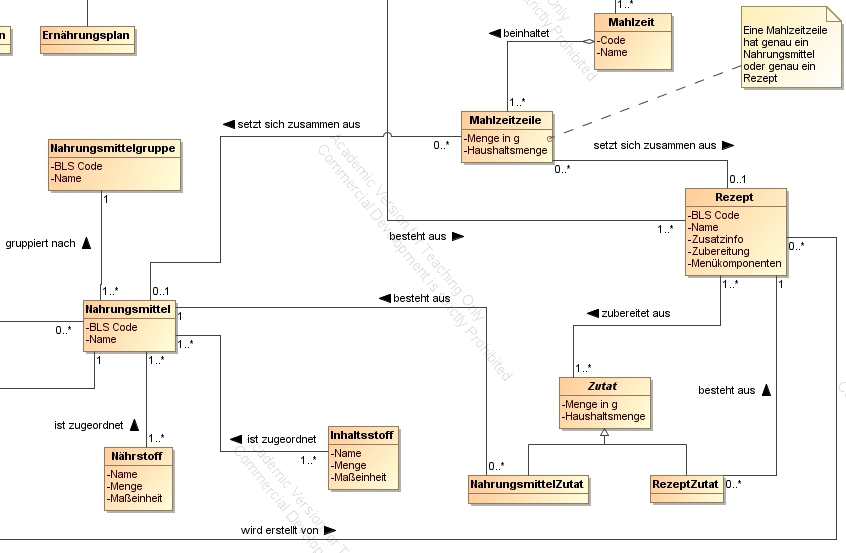 n
Ernährungsplan
1..*
Mahlzeit
-Code
-Name
beinhaltet
1..*
Eine Mahlzeitzeile
hat genau ein
Nahrungsmittel
oder genau ein
Rezept
Mahlzeitzeile
-Menge in g
-Haushaltsmenge
setzt sich zusammen aus
0..*
setzt sich zusammen aus
0..*
0..1
Nahrungsmittelgruppe
-BLS Code
-Name
1
gruppiert nach
1..*
0..1
Rezept
-BLS Code
-Name
-Zusatzinfo
-Zubereitung
-Menükomponenten
besteht aus
1..*
0..*
1..*
1
Nahrungsmittel
-BLS Code
-Name
0..*
1
1..*
1
1..*
besteht aus
zubereitet aus
1..*
Zutat
-Menge in g
-Haushaltsmenge
besteht aus
ist zugeordnet
1..*
Nährstoff
-Name
-Menge
-Maßeinheit
ist zugeordnet
1..*
Inhaltsstoff
-Name
-Menge
-Maßeinheit
0..*
NahrungsmittelZutat
RezeptZutat
0..*
wird erstellt von
Academic Version for Teaching Only
Commercial Development is strictly Prohibited